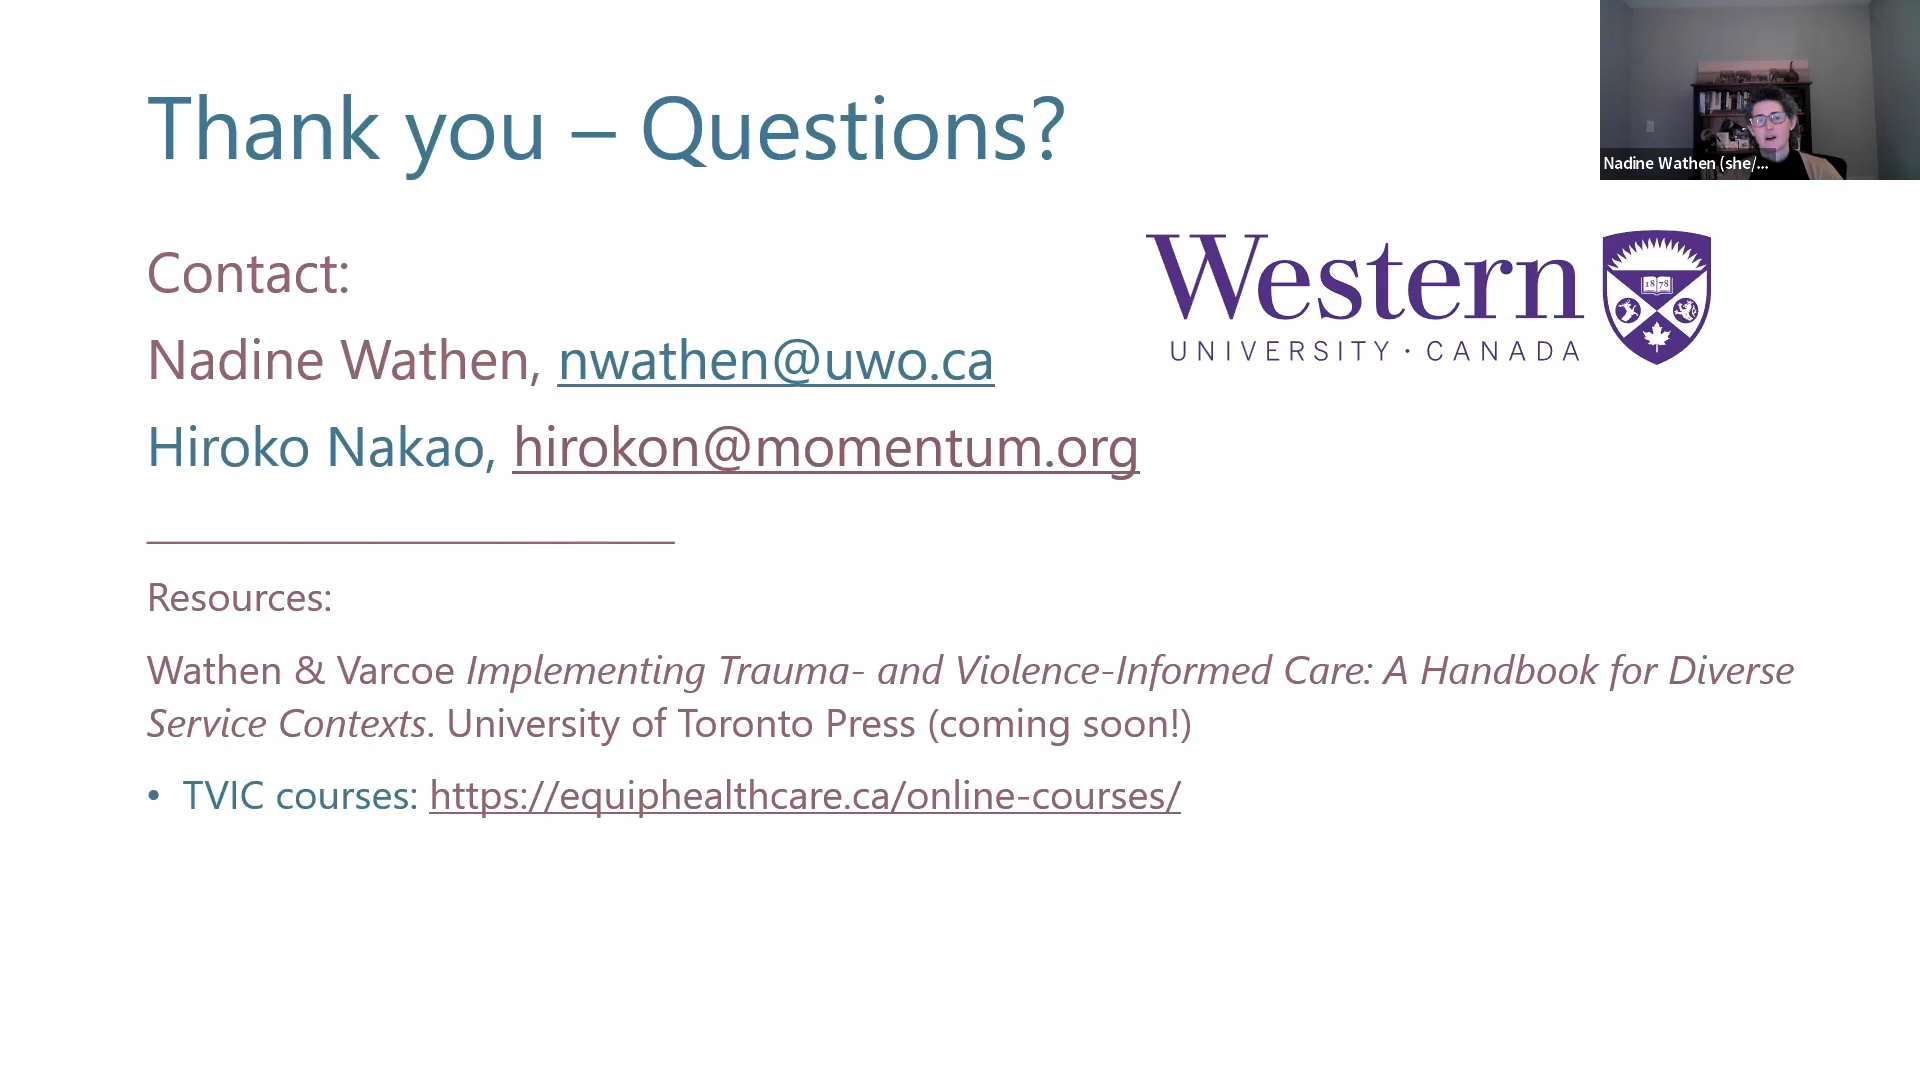 Thank you – Questions?
Nadine Wathen (she/...
Contact:
Western
UNIVERSITY · CANADA
1878
Nadine Wathen, nwathen@uwo.ca
Hiroko Nakao, hirokon@momentum.org
Resources:
Wathen & Varcoe Implementing Trauma- and Violence-Informed Care: A Handbook for Diverse
Service Contexts. University of Toronto Press (coming soon!)
• TVIC courses: https://equiphealthcare.ca/online-courses/